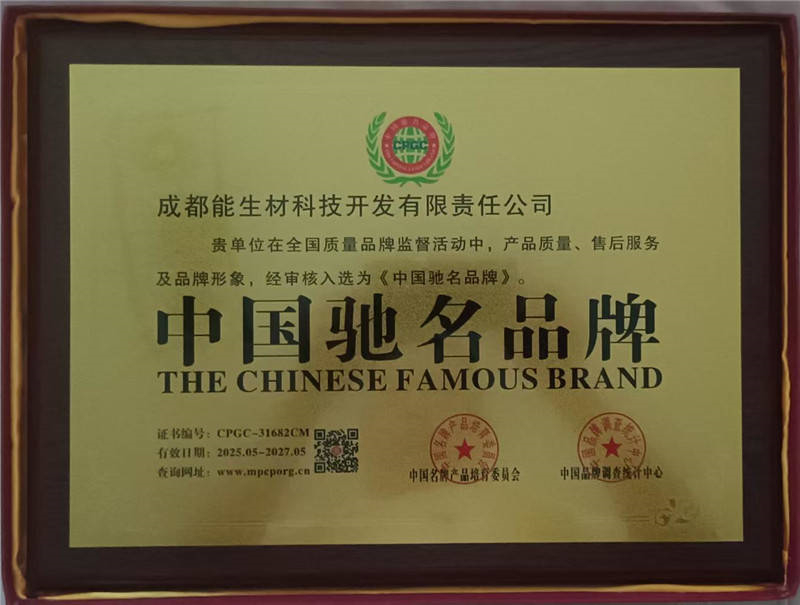 CPGC
成都能生材科技开发有限责任公司
贵单位在全国质量品牌监督活动中，产品质量、售后服务
及品牌形象，经审核入选为《中国驰名品牌》。
中国驰名品牌
THE CHINESE FAMOUS BRAND
证书编号：CPGC-31682CM
有效日期：2025.05-2027.05
查询网址：www.mpcporg.cn
中国名牌产品培育委员会
中国品牌调查统计中心